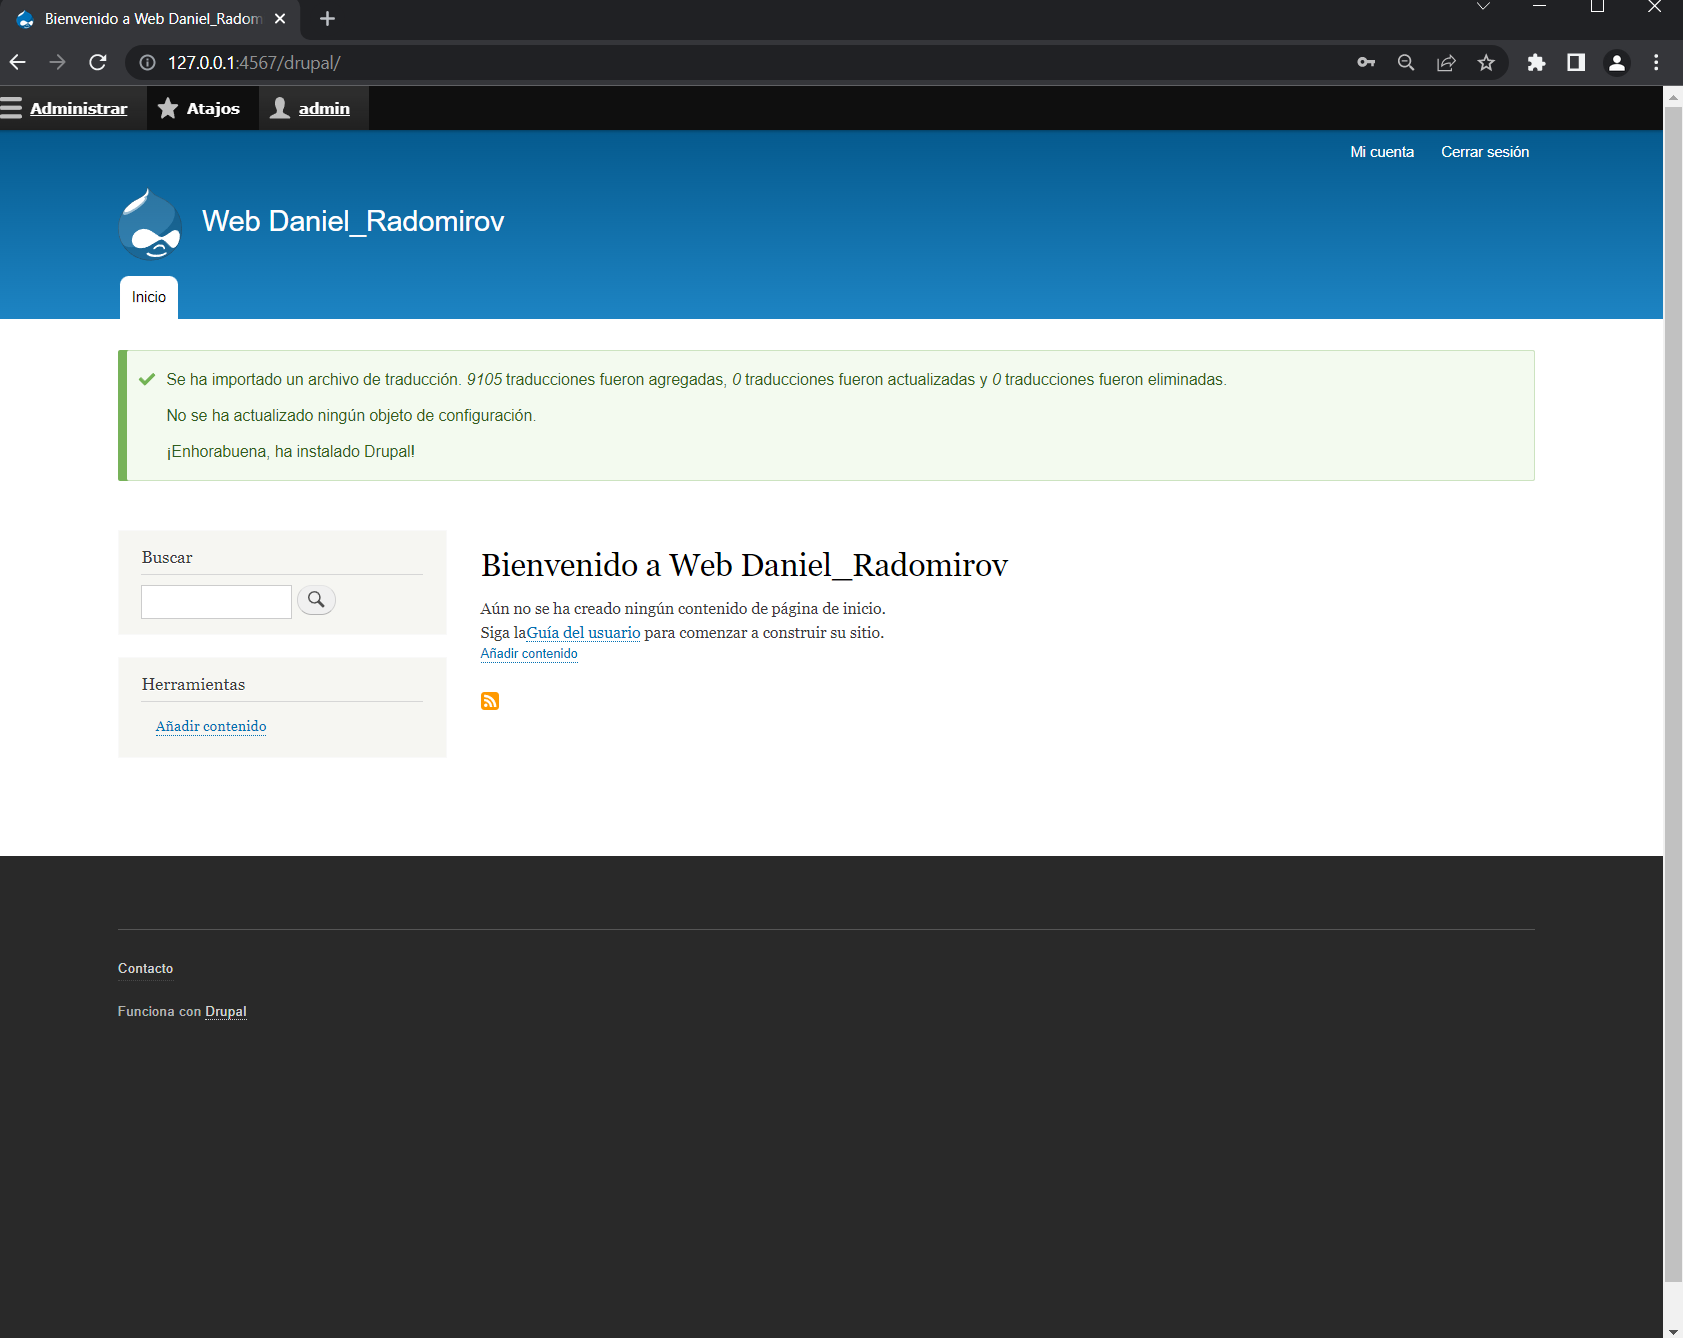 Bienvenido a Web Daniel_Radom
127.0.0.1:4567/drupal/
Administrar Atajos admin
Mi cuenta Cerrar sesión
Web Daniel_Radomirov
Inicio
Se ha importado un archivo de traducción. 9105 traducciones fueron agregadas, 0 traducciones fueron actualizadas y 0 traducciones fueron eliminadas.
No se ha actualizado ningún objeto de configuración.
¡Enhorabuena, ha instalado Drupal!
Buscar
Herramientas
Añadir contenido
Bienvenido a Web Daniel_Radomirov
Aún no se ha creado ningún contenido de página de inicio.
Siga laGuía del usuario para comenzar a construir su sitio.
Añadir contenido
Contacto
Funciona con Drupal